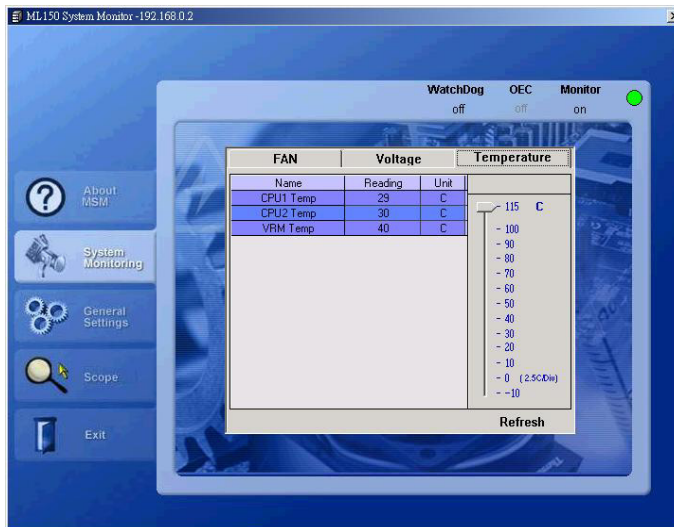 ML150 System Monitor -192.168.0.2
WatchDog OEC Monitor
off off on
FAN Voltage Temperature
Name Reading Unit
CPU1 Temp 29 C
CPU2 Temp 30 C
VRM Temp 40 C
- 115 C
- 100
- 90
- 80
- 70
- 60
- 50
- 40
- 30
- 20
- 10
- 0 (2.5C/Div)
- -10
Refresh
About
MSM
System
Monitoring
General
Settings
Scope
Exit